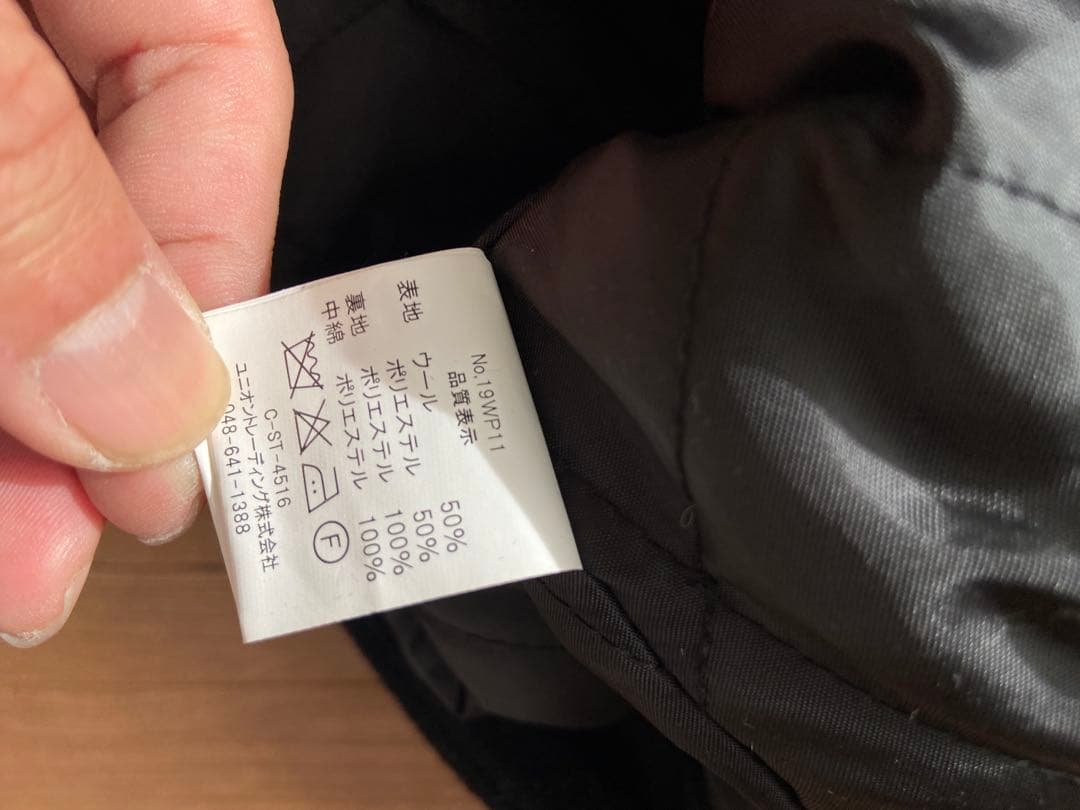 No.19WP11
品質表示
表地 ウール 50%
ポリエステル 50%
裏地 ポリエステル 100%
中綿 ポリエステル 100%
F
C-ST-4516
ユニオントレーディング株式会社
048-641-1388